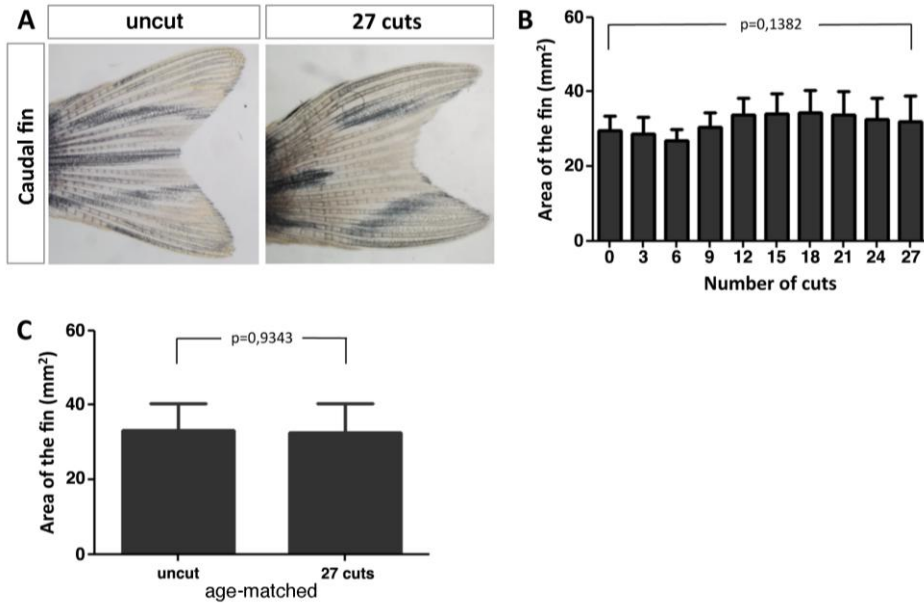 A
uncut
27 cuts
Caudal fin
B
Area of the fin (mm²)
60
40
20
0
p=0,1382
0 3 6 9 12 15 18 21 24 27
Number of cuts
C
Area of the fin (mm²)
60
40
20
0
p=0,9343
uncut 27 cuts
age-matched